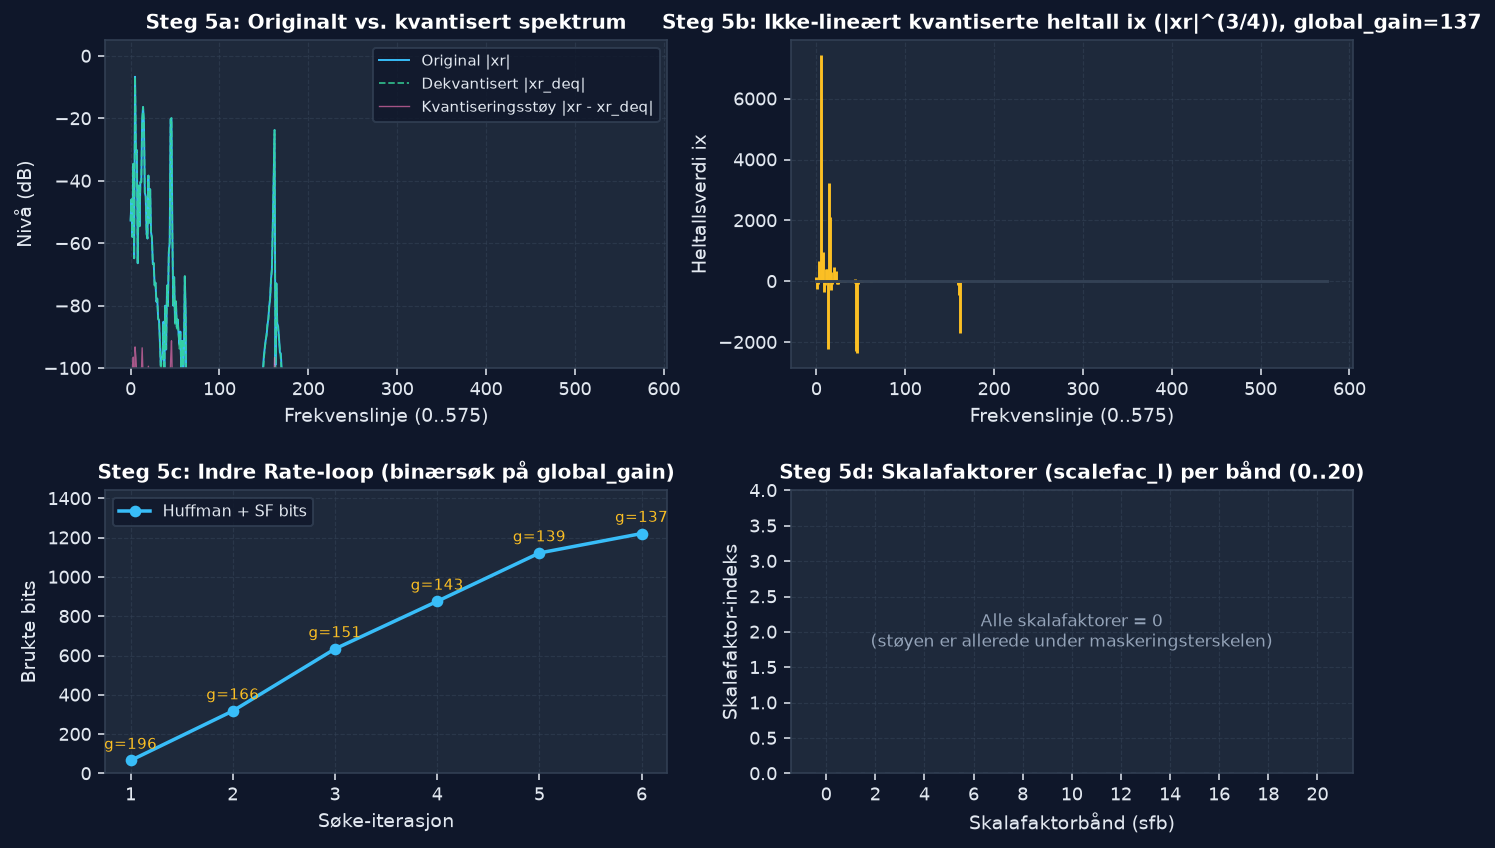 Steg 5a: Originalt vs. kvantisert spektrum
Original |xr|
Dekvantisert |xr_deq|
Kvantiseringsstøy |xr - xr_deq|
Nivå (dB)
0
−20
−40
−60
−80
−100
0 100 200 300 400 500 600
Frekvenslinje (0..575)
Steg 5b: Ikke-lineært kvantiserte heltall ix (|xr|^(3/4)), global_gain=137
Heltallsverdi ix
6000
4000
2000
0
−2000
0 100 200 300 400 500 600
Frekvenslinje (0..575)
Steg 5c: Indre Rate-loop (binærsøk på global_gain)
Huffman + SF bits
Brukte bits
1400
1200
1000
800
600
400
200
0
g=196
g=166
g=151
g=143
g=139
g=137
1 2 3 4 5 6
Søke-iterasjon
Steg 5d: Skalafaktorer (scalefac_l) per bånd (0..20)
Skalafaktor-indeks
4.0
3.5
3.0
2.5
2.0
1.5
1.0
0.5
0.0
Alle skalafaktorer = 0
(støyen er allerede under maskeringsterskelen)
0 2 4 6 8 10 12 14 16 18 20
Skalafaktorbånd (sfb)